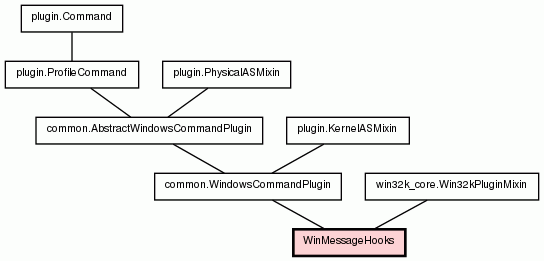 plugin.Command
plugin.ProfileCommand
plugin.PhysicalASMixin
common.AbstractWindowsCommandPlugin
plugin.KernelASMixin
common.WindowsCommandPlugin
win32k_core.Win32kPluginMixin
WinMessageHooks